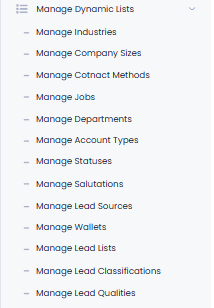 Manage Dynamic Lists
– Manage Industries
– Manage Company Sizes
– Manage Cotnact Methods
– Manage Jobs
– Manage Departments
– Manage Account Types
– Manage Statuses
– Manage Salutations
– Manage Lead Sources
– Manage Wallets
– Manage Lead Lists
– Manage Lead Classifications
– Manage Lead Qualities